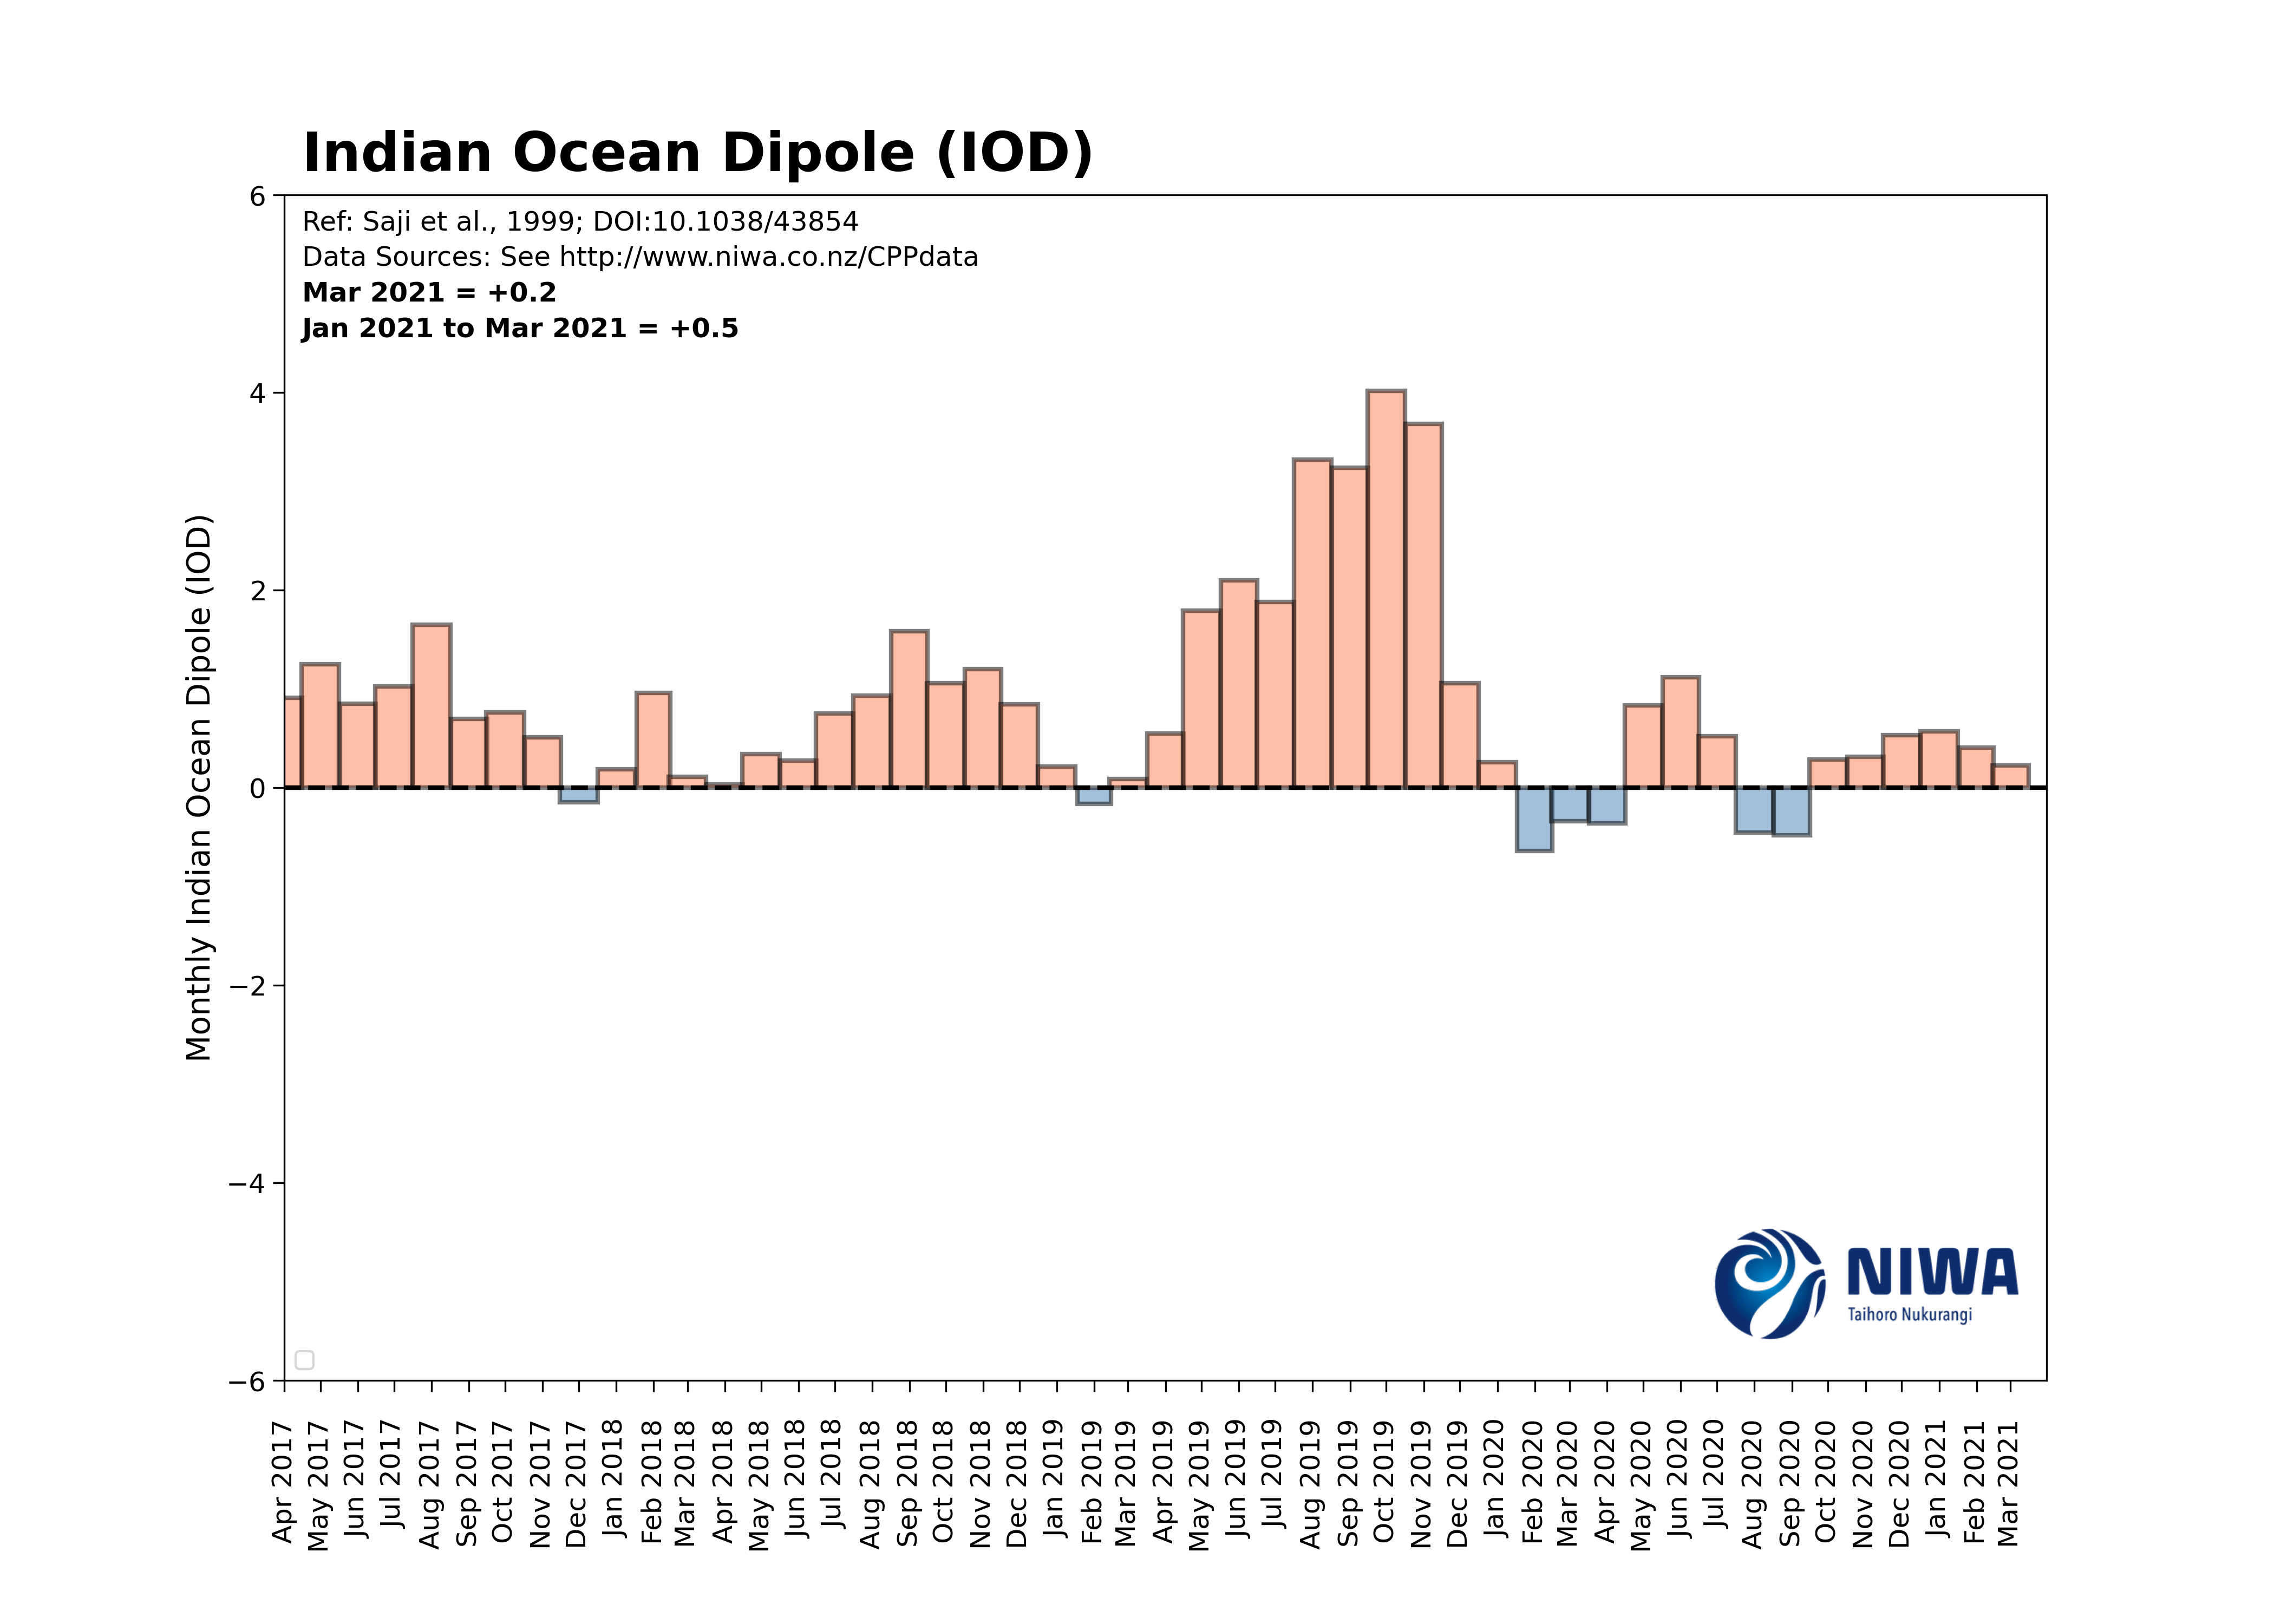 Indian Ocean Dipole (IOD)
Ref: Saji et al., 1999; DOI:10.1038/43854
Data Sources: See http://www.niwa.co.nz/CPPdata
Mar 2021 = +0.2
Jan 2021 to Mar 2021 = +0.5
Monthly Indian Ocean Dipole (IOD)
6
4
2
0
−2
−4
−6
NIWA
Taihoro Nukurangi
Apr 2017
May 2017
Jun 2017
Jul 2017
Aug 2017
Sep 2017
Oct 2017
Nov 2017
Dec 2017
Jan 2018
Feb 2018
Mar 2018
Apr 2018
May 2018
Jun 2018
Jul 2018
Aug 2018
Sep 2018
Oct 2018
Nov 2018
Dec 2018
Jan 2019
Feb 2019
Mar 2019
Apr 2019
May 2019
Jun 2019
Jul 2019
Aug 2019
Sep 2019
Oct 2019
Nov 2019
Dec 2019
Jan 2020
Feb 2020
Mar 2020
Apr 2020
May 2020
Jun 2020
Jul 2020
Aug 2020
Sep 2020
Oct 2020
Nov 2020
Dec 2020
Jan 2021
Feb 2021
Mar 2021